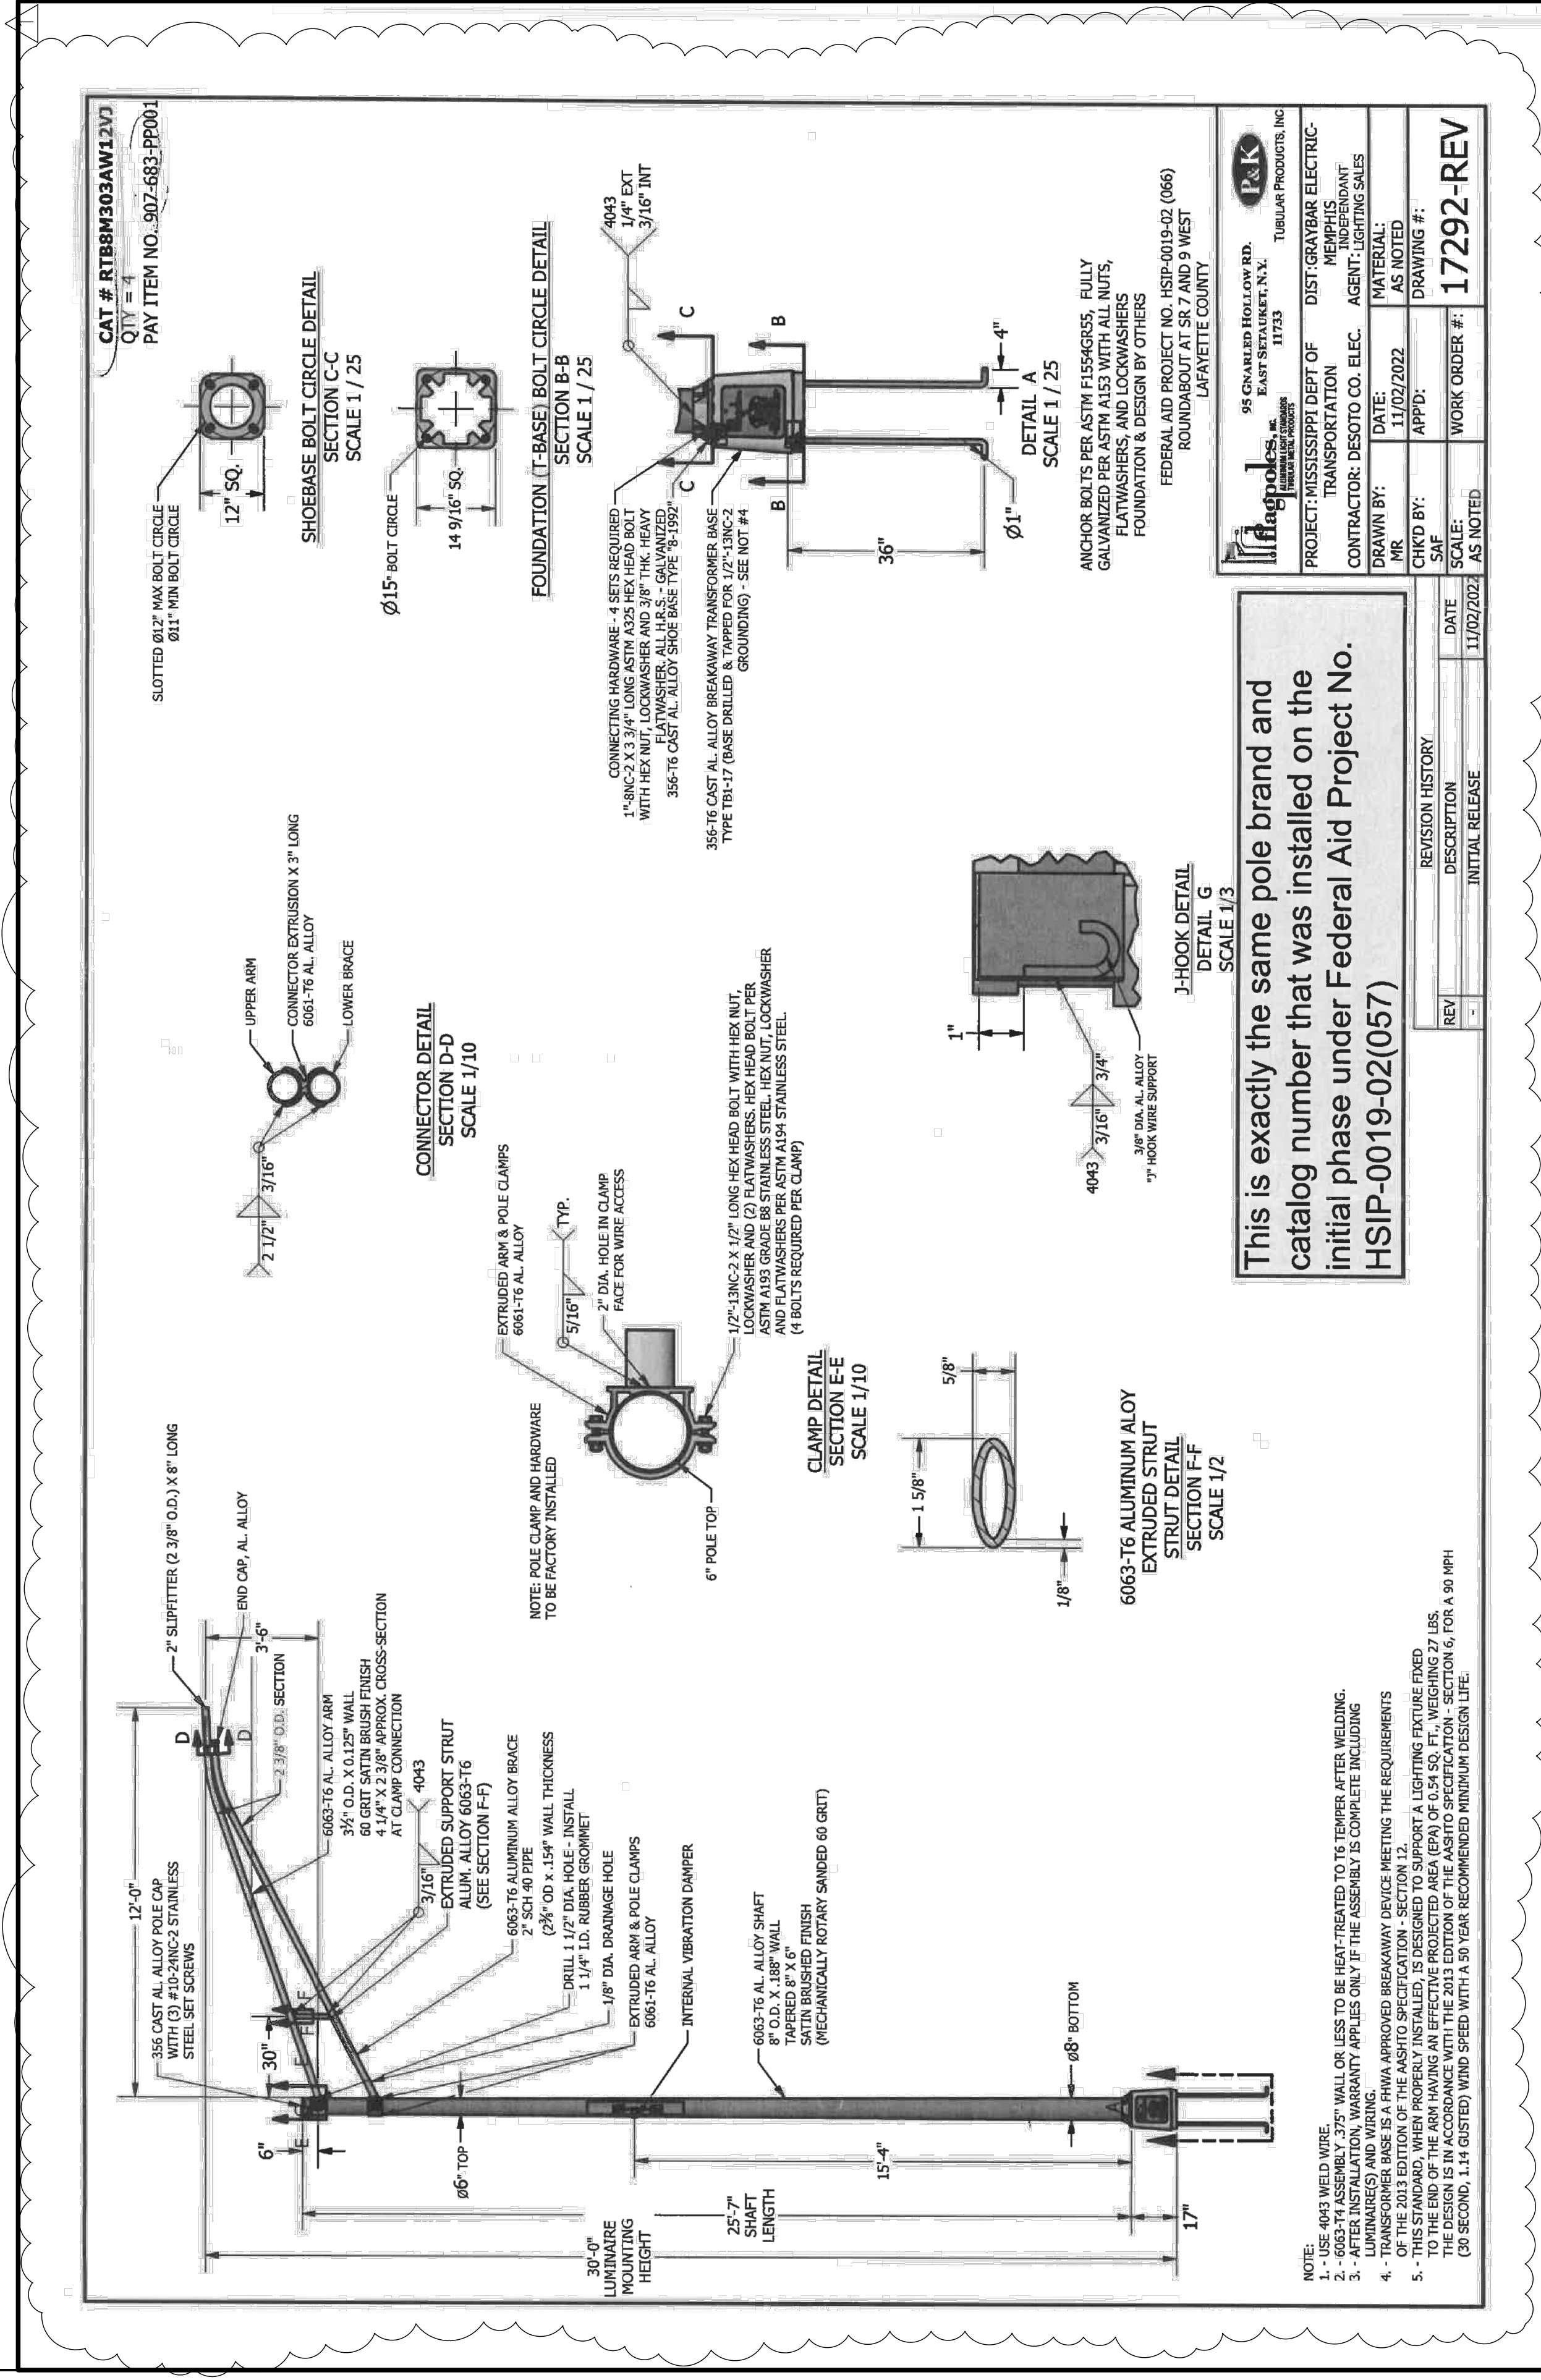 CAT # RTB8M303AW12VJ
QTY = 4
PAY ITEM NO. 907-683-PP001
SLOTTED Ø12" MAX BOLT CIRCLE
Ø11" MIN BOLT CIRCLE
12" SQ.
SHOEBASE BOLT CIRCLE DETAIL
SECTION C-C
SCALE 1 / 25
Ø15" BOLT CIRCLE
14 9/16" SQ.
FOUNDATION (T-BASE) BOLT CIRCLE DETAIL
SECTION B-B
SCALE 1 / 25
CONNECTING HARDWARE - 4 SETS REQUIRED
1"-8NC-2 X 3 3/4" LONG ASTM A325 HEX HEAD BOLT
WITH HEX NUT, LOCKWASHER AND 3/8" THK. HEAVY
FLATWASHER. ALL H.R.S. - GALVANIZED
356-T6 CAST AL. ALLOY SHOE BASE TYPE "8-1992"
356-T6 CAST AL. ALLOY BREAKAWAY TRANSFORMER BASE
TYPE TB1-17 (BASE DRILLED & TAPPED FOR 1/2"-13NC-2
GROUNDING) - SEE NOT #4
4043
1/4" EXT
3/16" INT
C
C
B
B
36"
Ø1"
4"
DETAIL A
SCALE 1 / 25
ANCHOR BOLTS PER ASTM F1554GR55, FULLY
GALVANIZED PER ASTM A153 WITH ALL NUTS,
FLATWASHERS, AND LOCKWASHERS
FOUNDATION & DESIGN BY OTHERS
FEDERAL AID PROJECT NO. HSIP-0019-02 (066)
ROUNDABOUT AT SR 7 AND 9 WEST
LAFAYETTE COUNTY
UPPER ARM
CONNECTOR EXTRUSION X 3" LONG
6061-T6 AL. ALLOY
LOWER BRACE
2 1/2"
3/16"
CONNECTOR DETAIL
SECTION D-D
SCALE 1/10
EXTRUDED ARM & POLE CLAMPS
6061-T6 AL. ALLOY
5/16"
TYP.
2" DIA. HOLE IN CLAMP
FACE FOR WIRE ACCESS
1/2"-13NC-2 X 1/2" LONG HEX HEAD BOLT WITH HEX NUT,
LOCKWASHER AND (2) FLATWASHERS. HEX HEAD BOLT PER
ASTM A193 GRADE B8 STAINLESS STEEL. HEX NUT, LOCKWASHER
AND FLATWASHERS PER ASTM A194 STAINLESS STEEL.
(4 BOLTS REQUIRED PER CLAMP)
NOTE: POLE CLAMP AND HARDWARE
TO BE FACTORY INSTALLED
6" POLE TOP
CLAMP DETAIL
SECTION E-E
SCALE 1/10
1"
4043
3/16"
3/4"
3/8" DIA. AL. ALLOY
"J" HOOK WIRE SUPPORT
J-HOOK DETAIL
DETAIL G
SCALE 1/3
1 5/8"
5/8"
1/8"
6063-T6 ALUMINUM ALOY
EXTRUDED STRUT
STRUT DETAIL
SECTION F-F
SCALE 1/2
12'-0"
2" SLIPFITTER (2 3/8" O.D.) X 8" LONG
END CAP, AL. ALLOY
D
D
3'-6"
2 3/8" O.D. SECTION
6063-T6 AL. ALLOY ARM
3½" O.D. X 0.125" WALL
60 GRIT SATIN BRUSH FINISH
4 1/4" X 2 3/8" APPROX. CROSS-SECTION
AT CLAMP CONNECTION
356 CAST AL. ALLOY POLE CAP
WITH (3) #10-24NC-2 STAINLESS
STEEL SET SCREWS
30"
F
F
E
E
6"
3/16"
4043
EXTRUDED SUPPORT STRUT
ALUM. ALLOY 6063-T6
(SEE SECTION F-F)
6063-T6 ALUMINUM ALLOY BRACE
2" SCH 40 PIPE
(2⅜" OD x .154" WALL THICKNESS
DRILL 1 1/2" DIA. HOLE - INSTALL
1 1/4" I.D. RUBBER GROMMET
1/8" DIA. DRAINAGE HOLE
EXTRUDED ARM & POLE CLAMPS
6061-T6 AL. ALLOY
INTERNAL VIBRATION DAMPER
Ø6" TOP
6063-T6 AL. ALLOY SHAFT
8" O.D. X .188" WALL
TAPERED 8" X 6"
SATIN BRUSHED FINISH
(MECHANICALLY ROTARY SANDED 60 GRIT)
Ø8" BOTTOM
A
15'-4"
25'-7"
SHAFT
LENGTH
30'-0"
LUMINAIRE
MOUNTING
HEIGHT
17"
NOTE:
1. - USE 4043 WELD WIRE.
2. - 6063-T4 ASSEMBLY .375" WALL OR LESS TO BE HEAT-TREATED TO T6 TEMPER AFTER WELDING.
3. - AFTER INSTALLATION, WARRANTY APPLIES ONLY IF THE ASSEMBLY IS COMPLETE INCLUDING
LUMINAIRE(S) AND WIRING.
4. - TRANSFORMER BASE IS A FHWA APPROVED BREAKAWAY DEVICE MEETING THE REQUIREMENTS
OF THE 2013 EDITION OF THE AASHTO SPECIFICATION - SECTION 12.
5. - THIS STANDARD, WHEN PROPERLY INSTALLED, IS DESIGNED TO SUPPORT A LIGHTING FIXTURE FIXED
TO THE END OF THE ARM HAVING AN EFFECTIVE PROJECTED AREA (EPA) OF 0.54 SQ. FT., WEIGHING 27 LBS.
THE DESIGN IS IN ACCORDANCE WITH THE 2013 EDITION OF THE AASHTO SPECIFICATION - SECTION 6, FOR A 90 MPH
(30 SECOND, 1.14 GUSTED) WIND SPEED WITH A 50 YEAR RECOMMENDED MINIMUM DESIGN LIFE.
This is exactly the same pole brand and
catalog number that was installed on the
initial phase under Federal Aid Project No.
HSIP-0019-02(057)
REVISION HISTORY
REV
DESCRIPTION
DATE
-
INITIAL RELEASE
11/02/2022
flagpoles, INC.
ALUMINUM LIGHT STANDARDS
TUBULAR METAL PRODUCTS
95 GNARLED HOLLOW RD.
EAST SETAUKET, N.Y.
11733
P&K
TUBULAR PRODUCTS, INC.
PROJECT: MISSISSIPPI DEPT OF
TRANSPORTATION
DIST: GRAYBAR ELECTRIC-
MEMPHIS
CONTRACTOR: DESOTO CO. ELEC.
AGENT: INDEPENDANT
LIGHTING SALES
DRAWN BY:
MR
DATE:
11/02/2022
MATERIAL:
AS NOTED
CHK'D BY:
SAF
APP'D:
DRAWING #:
17292-REV
SCALE:
AS NOTED
WORK ORDER #: